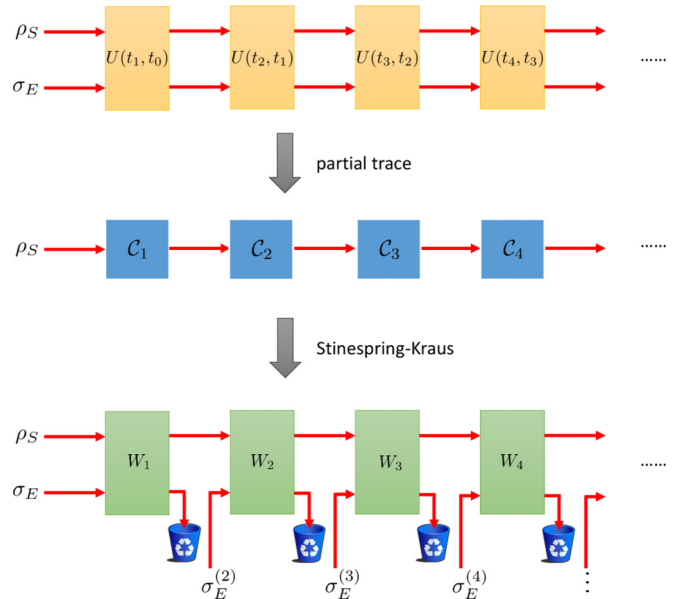 ρ_S U(t_1, t_0) U(t_2, t_1) U(t_3, t_2) U(t_4, t_3)
σ_E ......
partial trace
ρ_S 𝒞_1 𝒞_2 𝒞_3 𝒞_4 ......
Stinespring-Kraus
ρ_S
W_1 W_2 W_3 W_4 ......
σ_E
σ_E^{(2)} σ_E^{(3)} σ_E^{(4)} ⋮